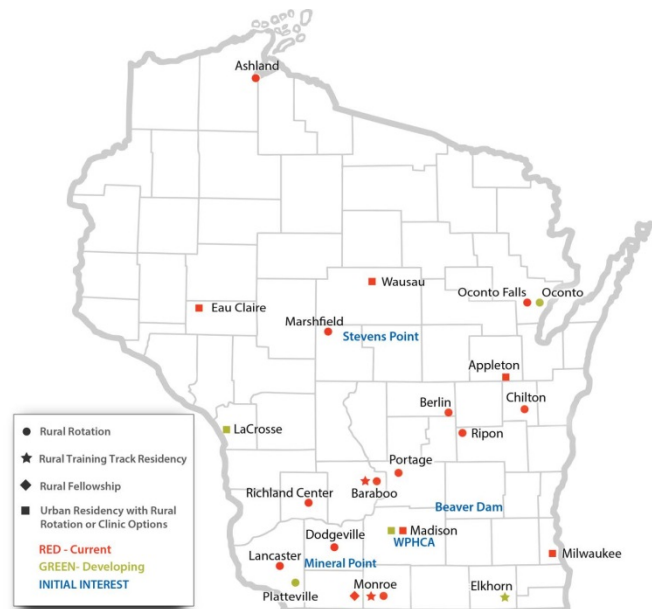 Ashland
Wausau
Oconto Falls
Oconto
Eau Claire
Marshfield
Stevens Point
Appleton
Berlin
Chilton
LaCrosse
Ripon
Portage
Richland Center
Baraboo
Beaver Dam
Dodgeville
Madison
WPHCA
Milwaukee
Lancaster
Mineral Point
Platteville
Monroe
Elkhorn
Rural Rotation
Rural Training Track Residency
Rural Fellowship
Urban Residency with Rural
Rotation or Clinic Options
RED - Current
GREEN- Developing
INITIAL INTEREST